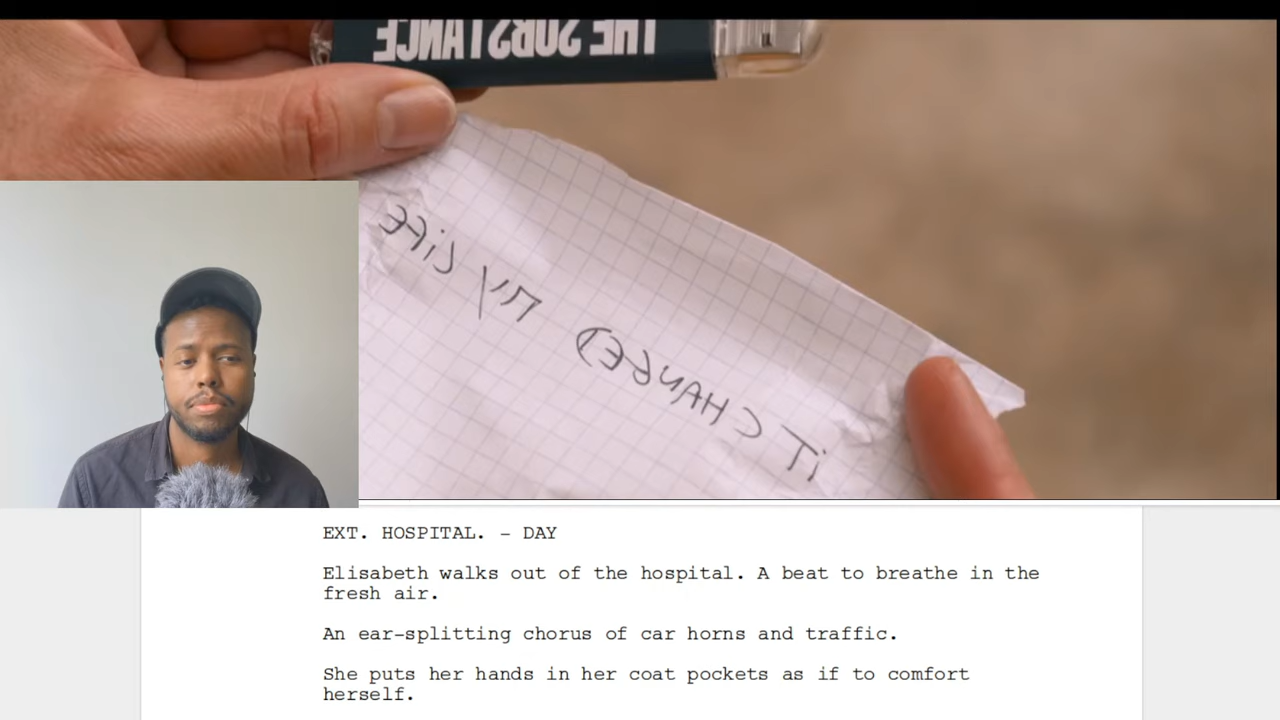 THE SUBSTANCE
iT CHANGED MY LiFE
EXT. HOSPITAL. - DAY
Elisabeth walks out of the hospital. A beat to breathe in the
fresh air.
An ear-splitting chorus of car horns and traffic.
She puts her hands in her coat pockets as if to comfort
herself.